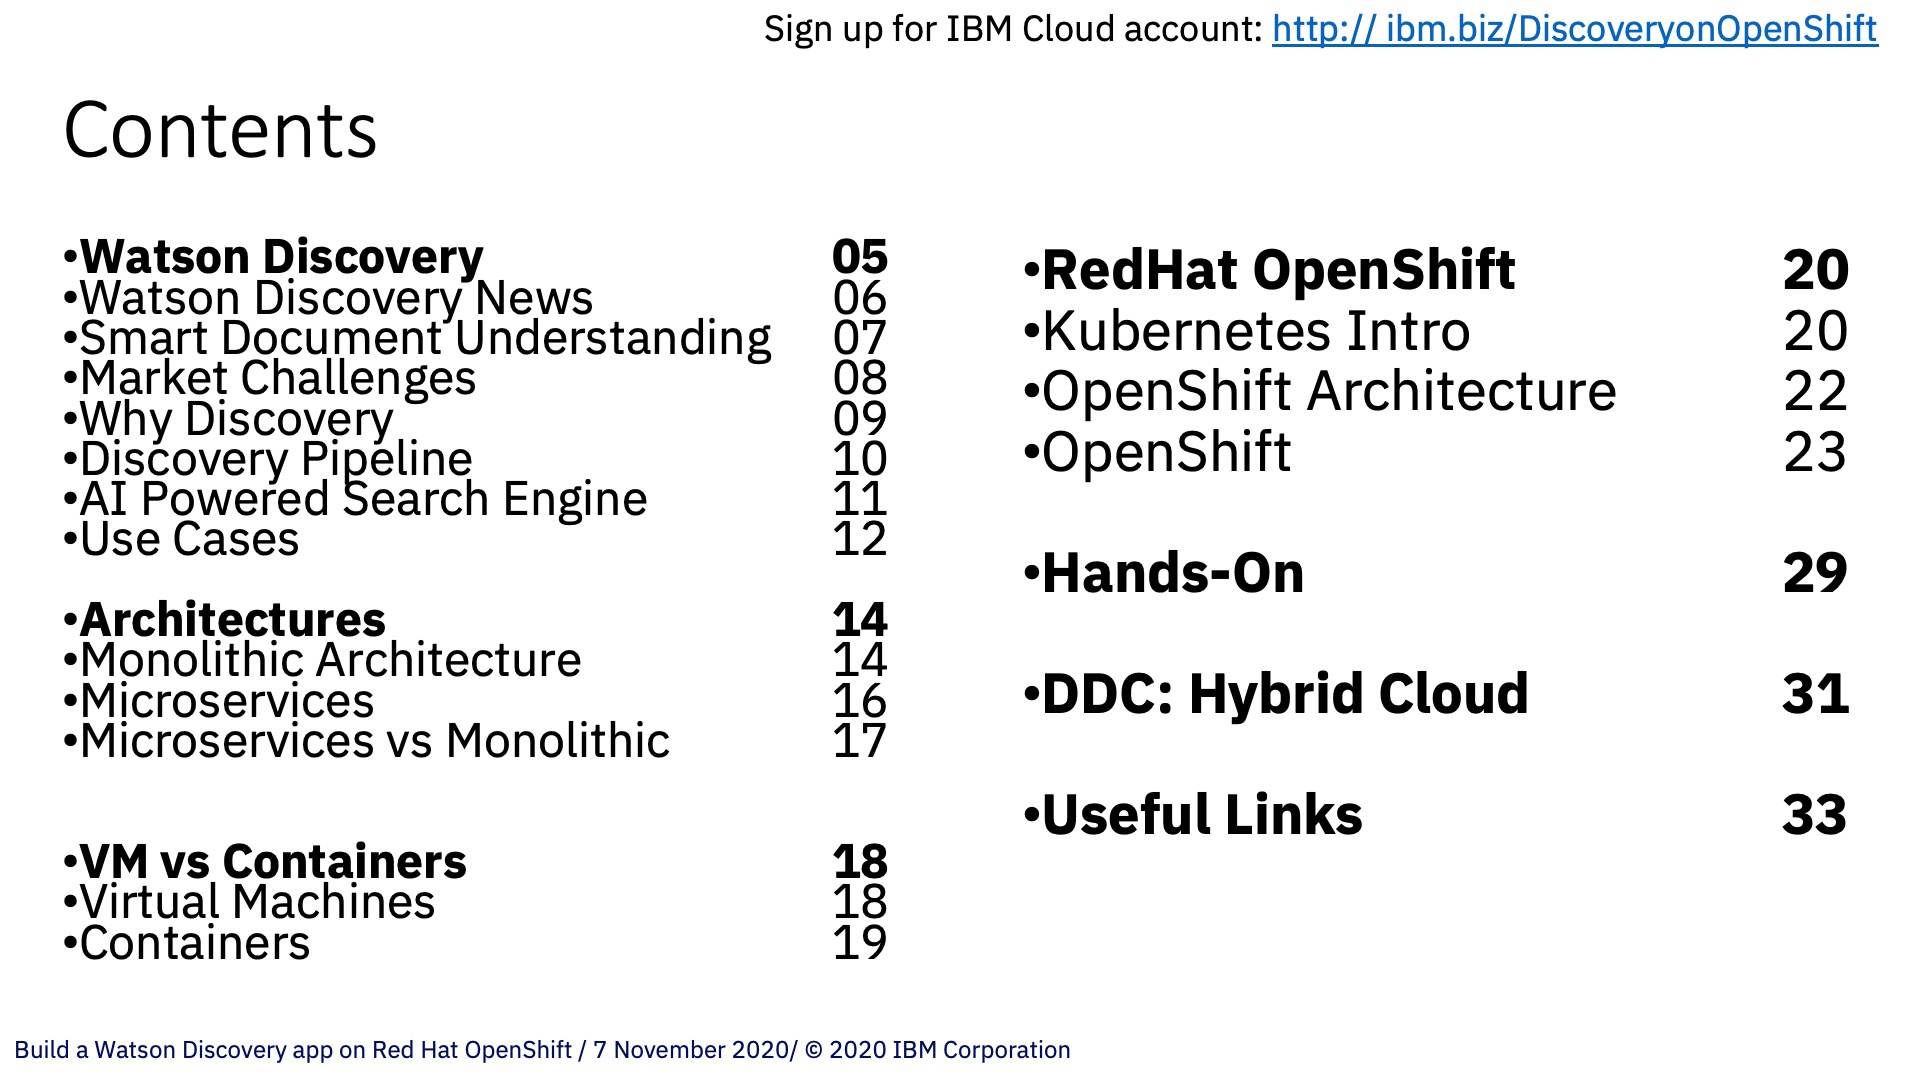 Sign up for IBM Cloud account: http:// ibm.biz/DiscoveryonOpenShift
Contents
•Watson Discovery 05
•Watson Discovery News 06
•Smart Document Understanding 07
•Market Challenges 08
•Why Discovery 09
•Discovery Pipeline 10
•AI Powered Search Engine 11
•Use Cases 12
•Architectures 14
•Monolithic Architecture 14
•Microservices 16
•Microservices vs Monolithic 17
•VM vs Containers 18
•Virtual Machines 18
•Containers 19
•RedHat OpenShift 20
•Kubernetes Intro 20
•OpenShift Architecture 22
•OpenShift 23
•Hands-On 29
•DDC: Hybrid Cloud 31
•Useful Links 33
Build a Watson Discovery app on Red Hat OpenShift / 7 November 2020/ © 2020 IBM Corporation